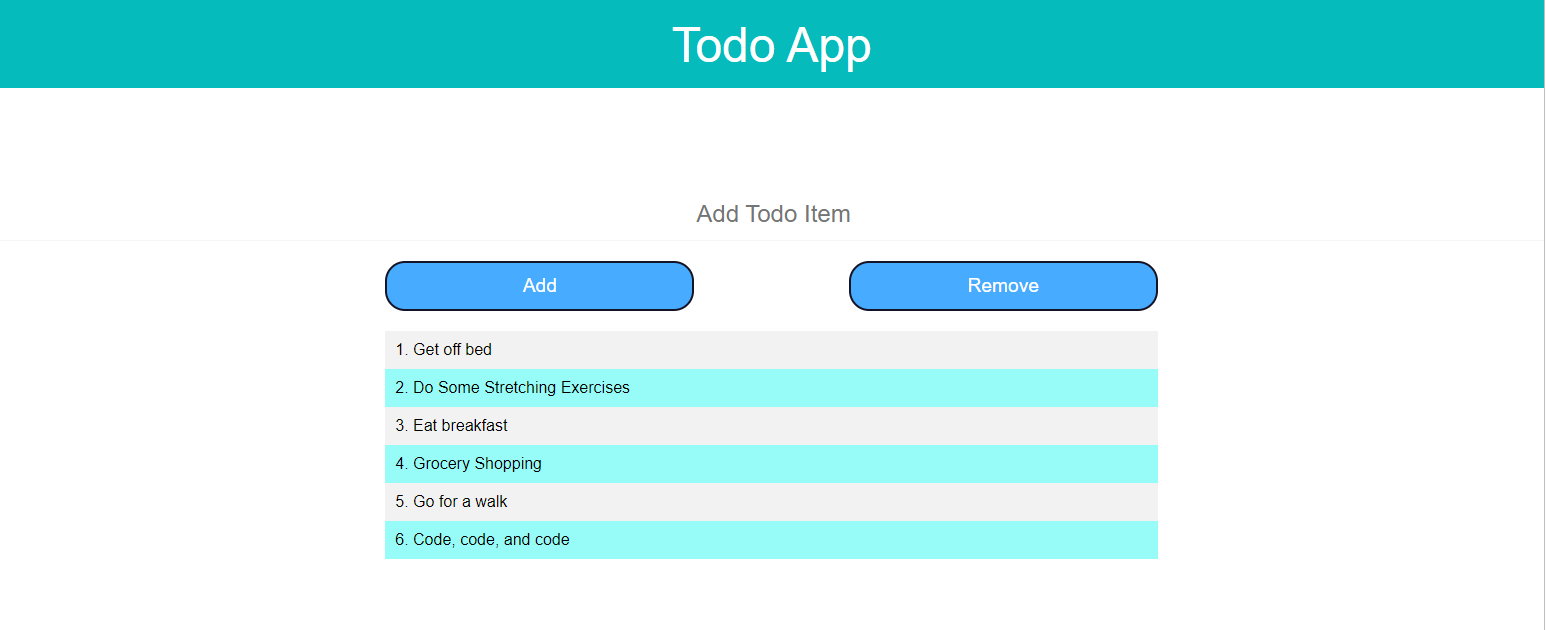 Todo App
Add Todo Item
Add
Remove
1. Get off bed
2. Do Some Stretching Exercises
3. Eat breakfast
4. Grocery Shopping
5. Go for a walk
6. Code, code, and code